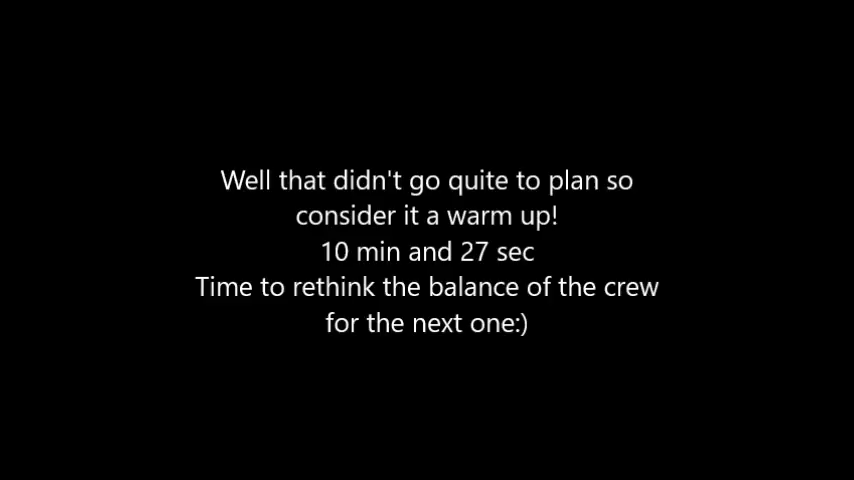 Well that didn't go quite to plan so
consider it a warm up!
10 min and 27 sec
Time to rethink the balance of the crew
for the next one:)